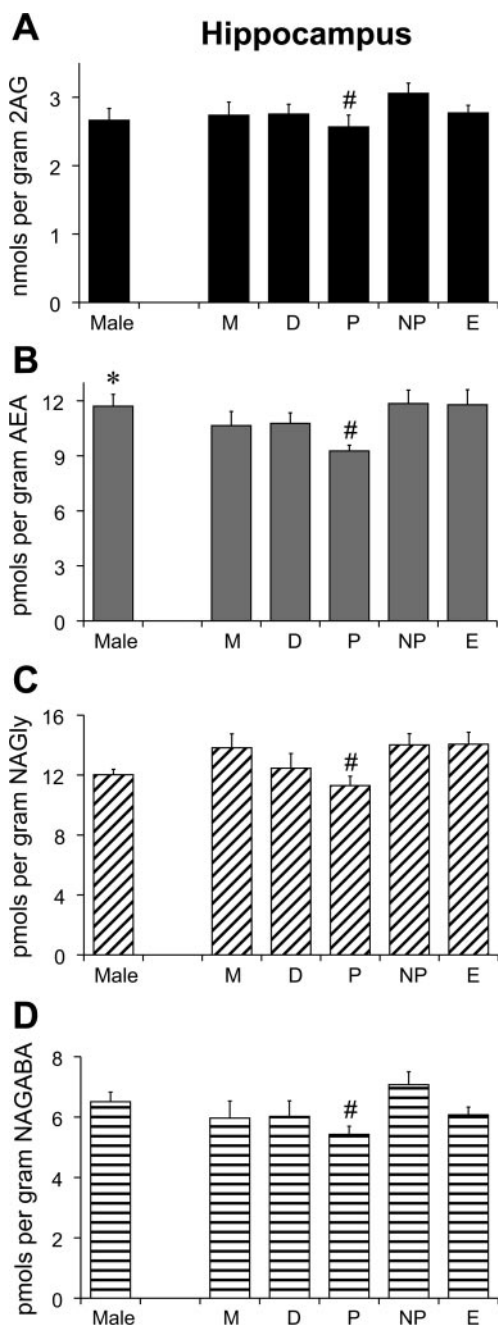 A
Hippocampus
nmols per gram 2AG
3
2
1
0
#
Male M D P NP E
B
pmols per gram AEA
12
9
6
3
0
*
#
Male M D P NP E
C
pmols per gram NAGly
16
12
8
4
0
#
Male M D P NP E
D
pmols per gram NAGABA
8
6
4
2
0
#
Male M D P NP E